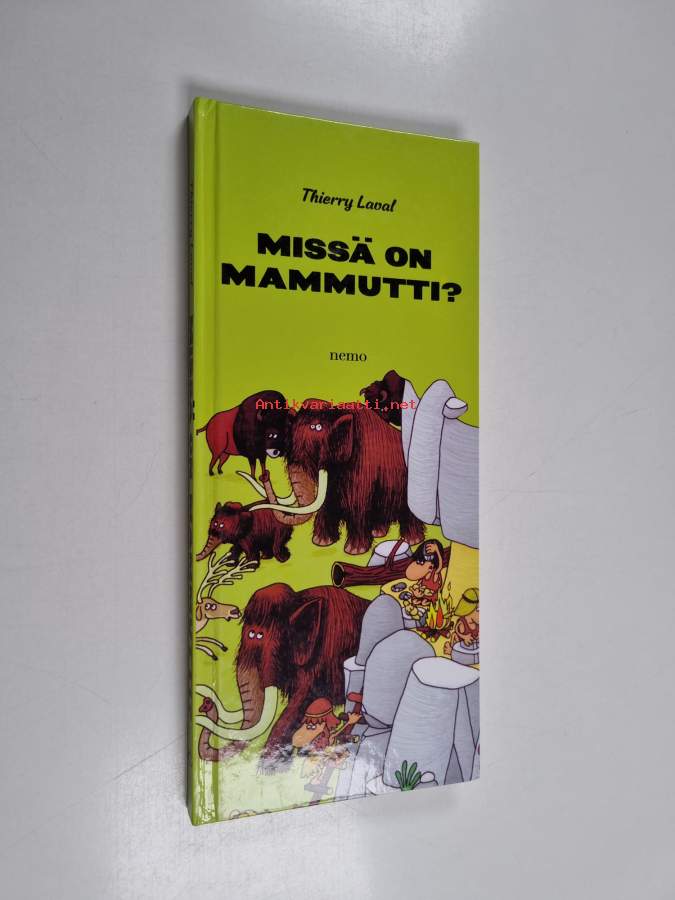 Thierry Laval
MISSÄ ON
MAMMUTTI?
nemo
Antikvariaatti.net